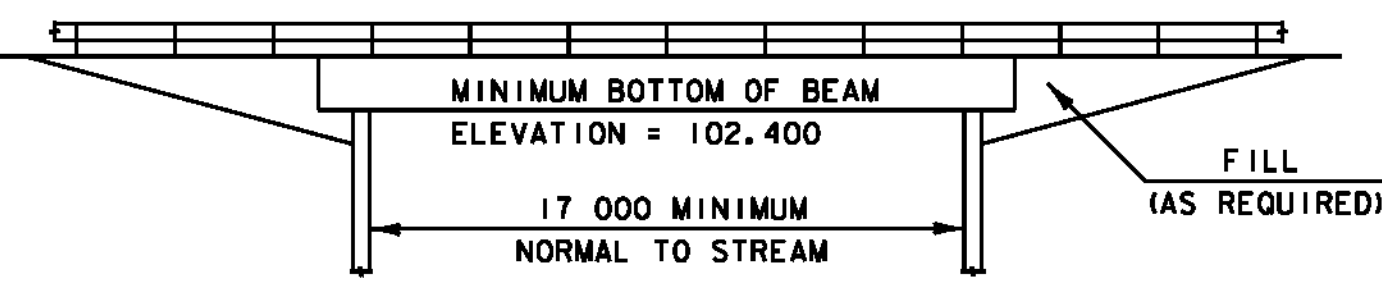 MINIMUM BOTTOM OF BEAM
ELEVATION = 102.400
17 000 MINIMUM
NORMAL TO STREAM
FILL
(AS REQUIRED)